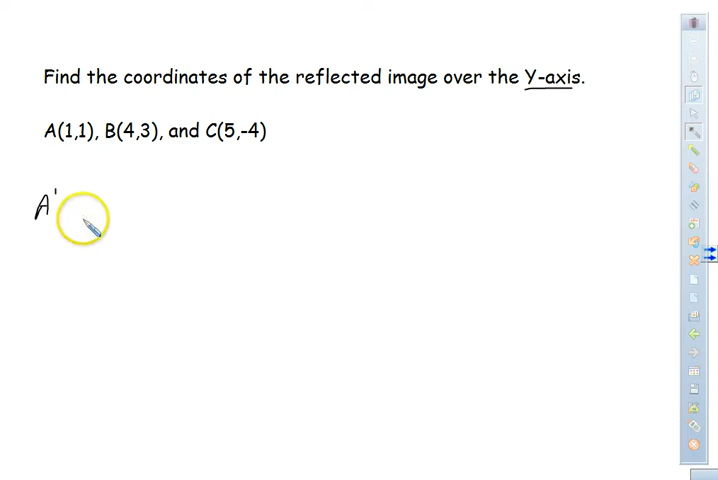 Find the coordinates of the reflected image over the Y-axis.
A(1,1), B(4,3), and C(5,-4)
A'